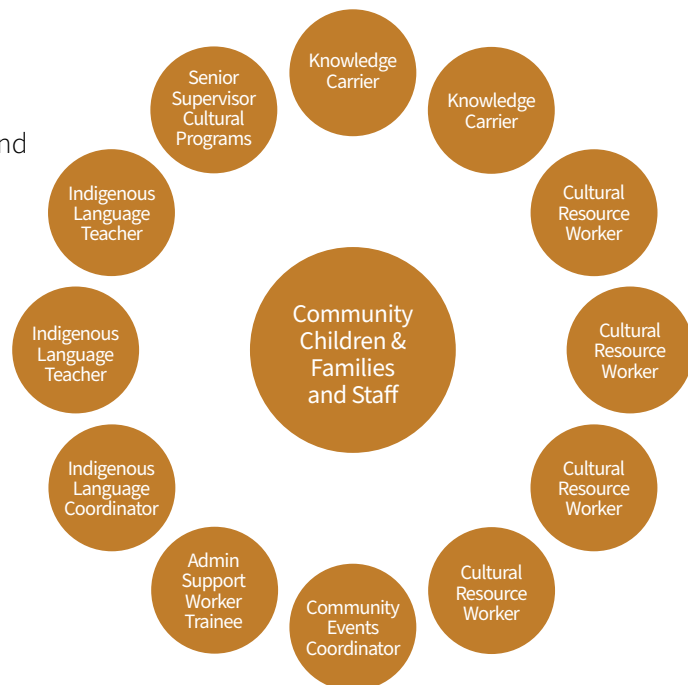 Knowledge
Carrier
Knowledge
Carrier
Cultural
Resource
Worker
Cultural
Resource
Worker
Cultural
Resource
Worker
Cultural
Resource
Worker
Community
Events
Coordinator
Admin
Support
Worker
Trainee
Indigenous
Language
Coordinator
Indigenous
Language
Teacher
Indigenous
Language
Teacher
Senior
Supervisor
Cultural
Programs
Community
Children &
Families
and Staff